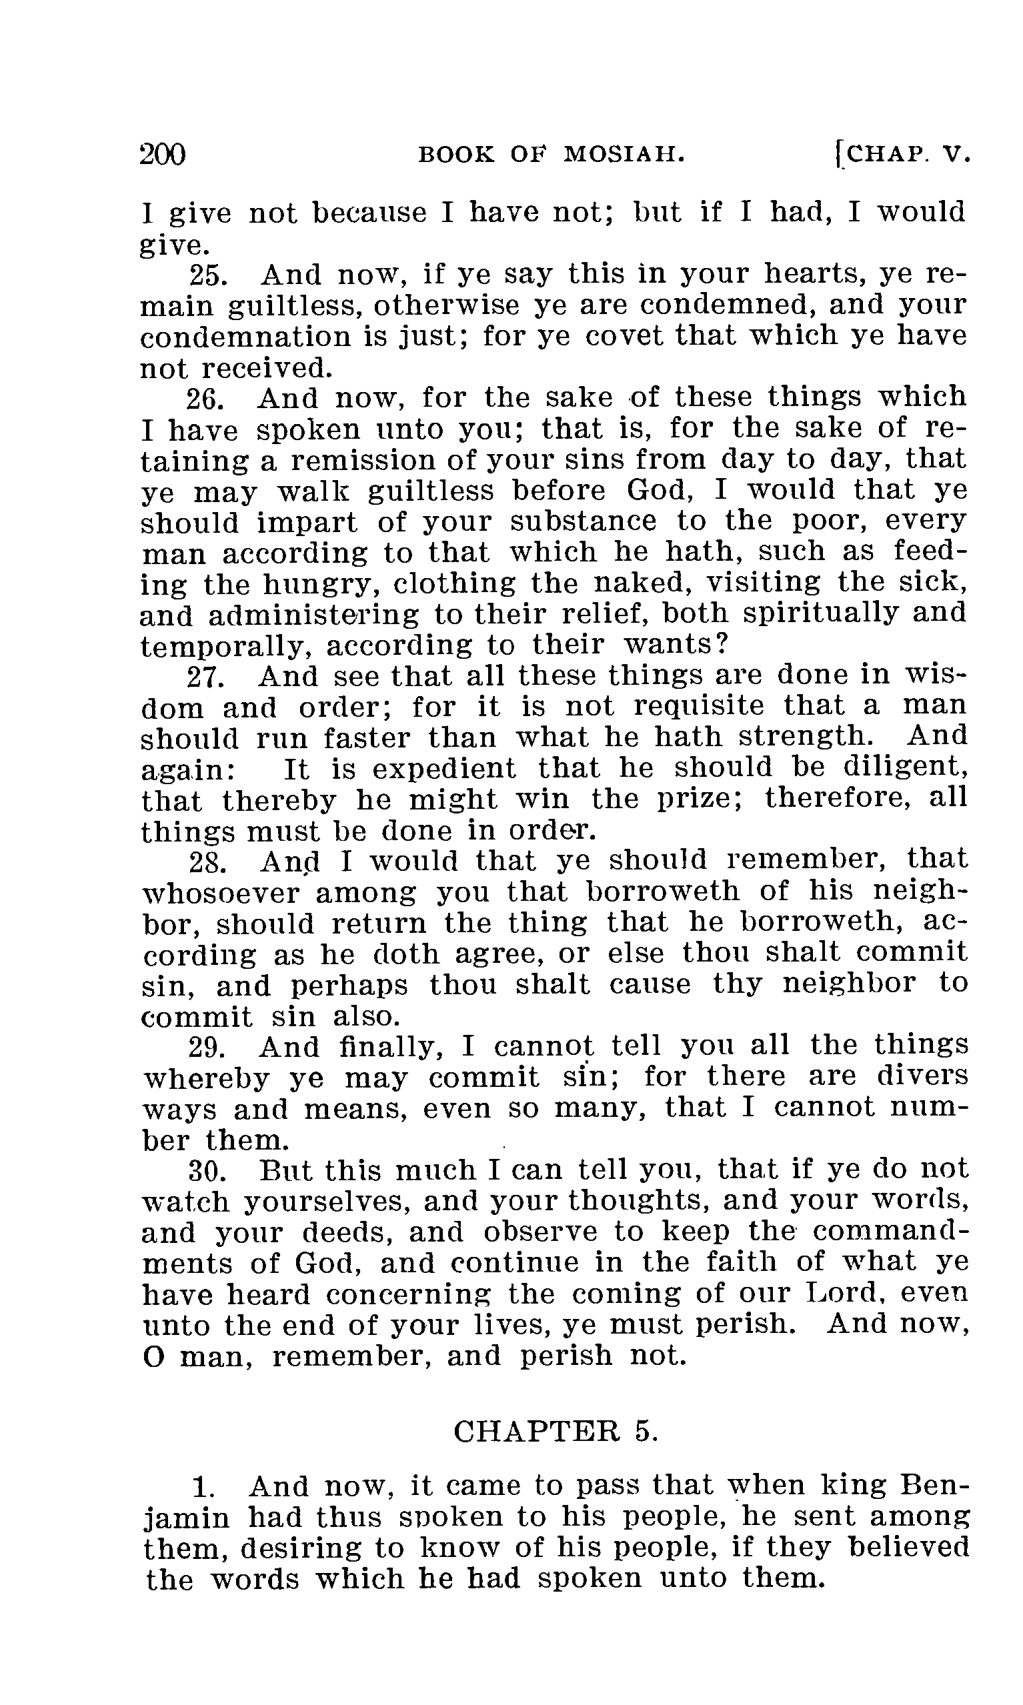 200 BOOK OF MOSIAH. [CHAP. V.
I give not because I have not; but if I had, I would
give.
25. And now, if ye say this in your hearts, ye re-
main guiltless, otherwise ye are condemned, and your
condemnation is just; for ye covet that which ye have
not received.
26. And now, for the sake of these things which
I have spoken unto you; that is, for the sake of re-
taining a remission of your sins from day to day, that
ye may walk guiltless before God, I would that ye
should impart of your substance to the poor, every
man according to that which he hath, such as feed-
ing the hungry, clothing the naked, visiting the sick,
and administering to their relief, both spiritually and
temporally, according to their wants?
27. And see that all these things are done in wis-
dom and order; for it is not requisite that a man
should run faster than what he hath strength. And
again: It is expedient that he should be diligent,
that thereby he might win the prize; therefore, all
things must be done in order.
28. And I would that ye should remember, that
whosoever among you that borroweth of his neigh-
bor, should return the thing that he borroweth, ac-
cording as he doth agree, or else thou shalt commit
sin, and perhaps thou shalt cause thy neighbor to
commit sin also.
29. And finally, I cannot tell you all the things
whereby ye may commit sin; for there are divers
ways and means, even so many, that I cannot num-
ber them.
30. But this much I can tell you, that if ye do not
watch yourselves, and your thoughts, and your words,
and your deeds, and observe to keep the command-
ments of God, and continue in the faith of what ye
have heard concerning the coming of our Lord, even
unto the end of your lives, ye must perish. And now,
O man, remember, and perish not.
CHAPTER 5.
1. And now, it came to pass that when king Ben-
jamin had thus spoken to his people, he sent among
them, desiring to know of his people, if they believed
the words which he had spoken unto them.